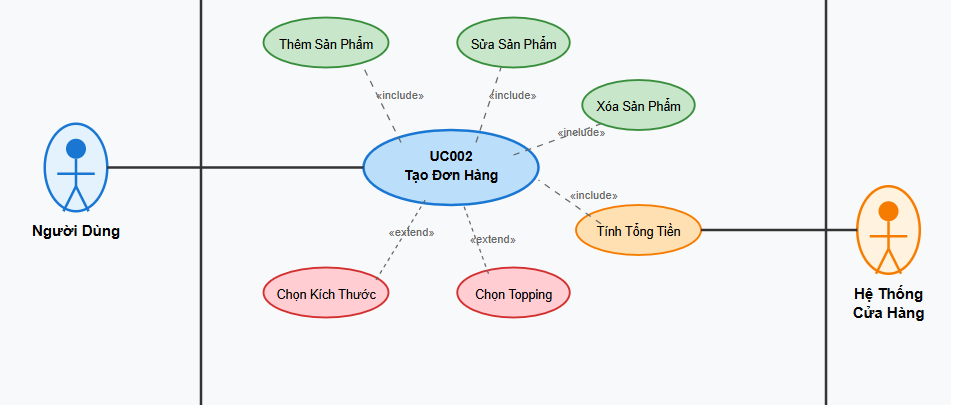 Thêm Sản Phẩm
Sửa Sản Phẩm
«include»
«include»
Xóa Sản Phẩm
«include»
UC002
Tạo Đơn Hàng
Người Dùng
«include»
Tính Tổng Tiền
«extend»
«extend»
Chọn Kích Thước
Chọn Topping
Hệ Thống
Cửa Hàng